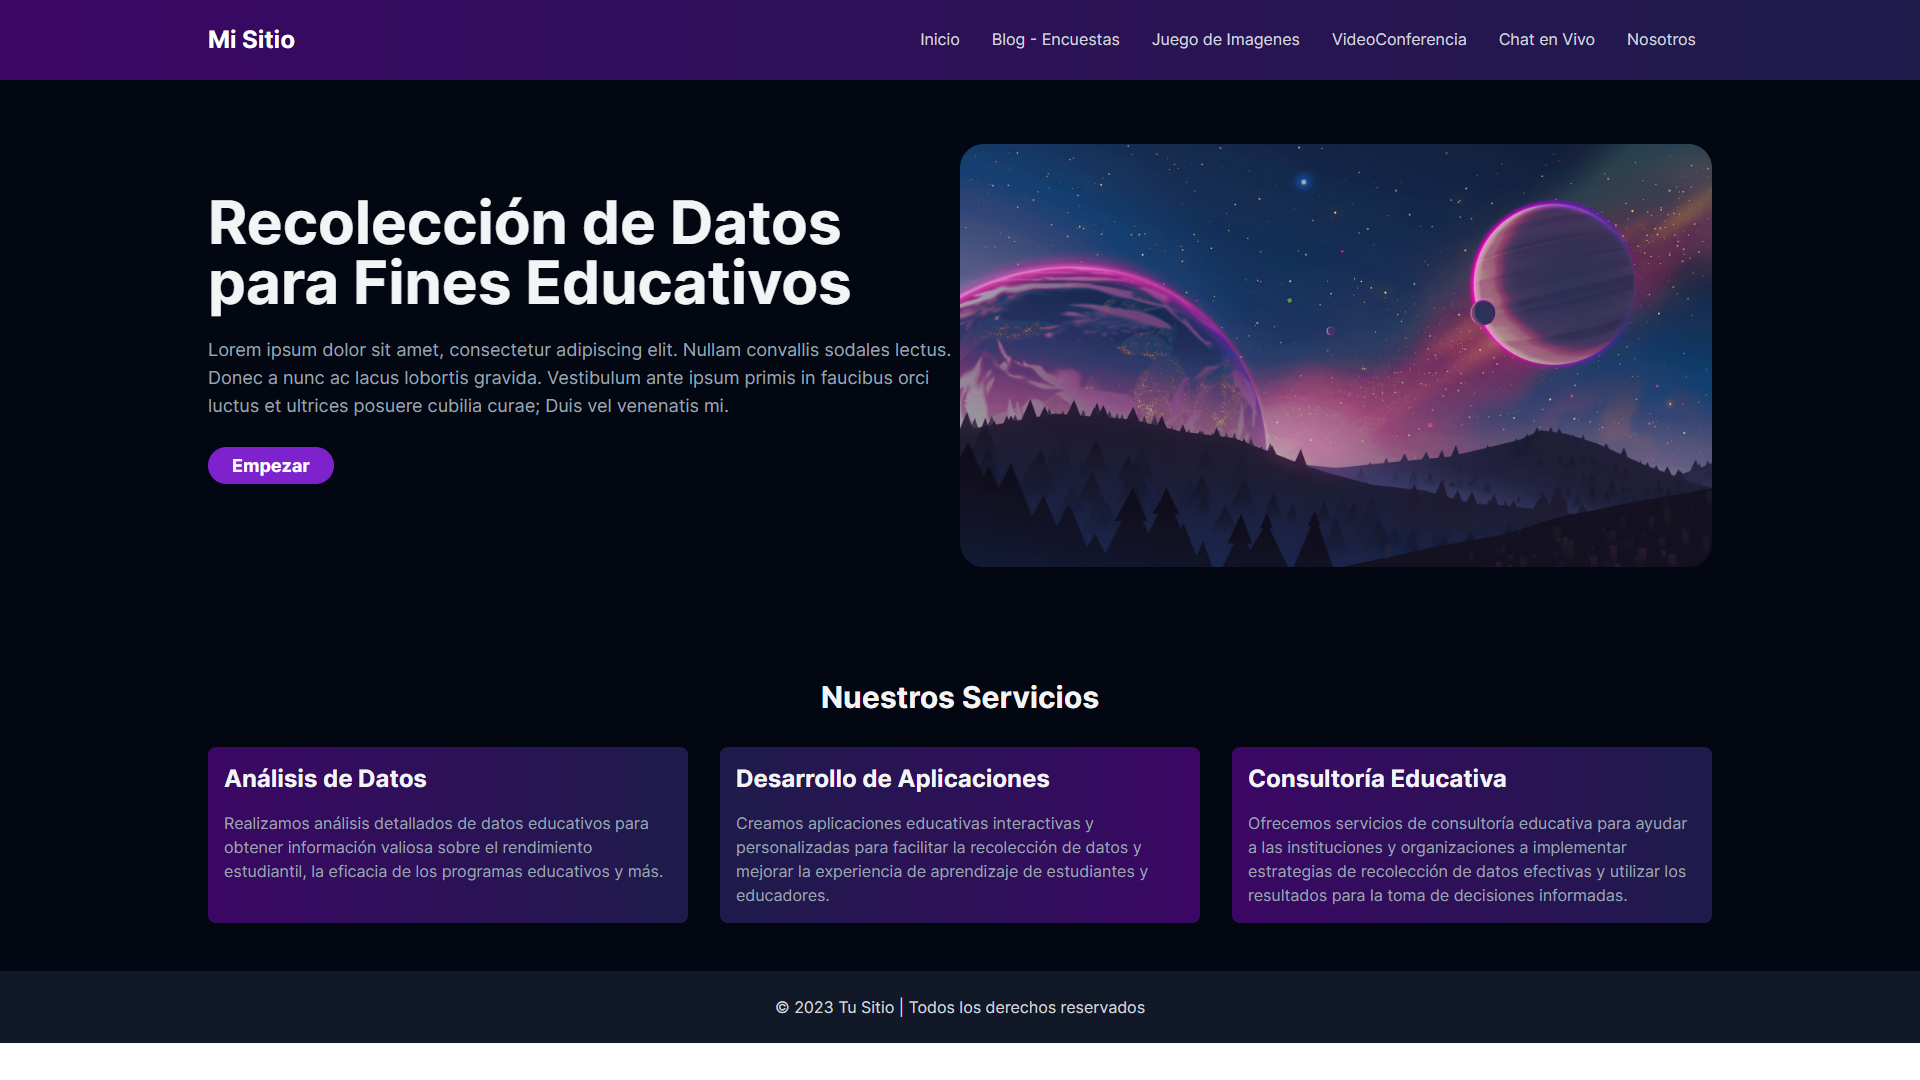 Mi Sitio
Inicio
Blog - Encuestas
Juego de Imagenes
VideoConferencia
Chat en Vivo
Nosotros
Recolección de Datos
para Fines Educativos
Lorem ipsum dolor sit amet, consectetur adipiscing elit. Nullam convallis sodales lectus.
Donec a nunc ac lacus lobortis gravida. Vestibulum ante ipsum primis in faucibus orci
luctus et ultrices posuere cubilia curae; Duis vel venenatis mi.
Empezar
Nuestros Servicios
Análisis de Datos
Realizamos análisis detallados de datos educativos para
obtener información valiosa sobre el rendimiento
estudiantil, la eficacia de los programas educativos y más.
Desarrollo de Aplicaciones
Creamos aplicaciones educativas interactivas y
personalizadas para facilitar la recolección de datos y
mejorar la experiencia de aprendizaje de estudiantes y
educadores.
Consultoría Educativa
Ofrecemos servicios de consultoría educativa para ayudar
a las instituciones y organizaciones a implementar
estrategias de recolección de datos efectivas y utilizar los
resultados para la toma de decisiones informadas.
© 2023 Tu Sitio | Todos los derechos reservados